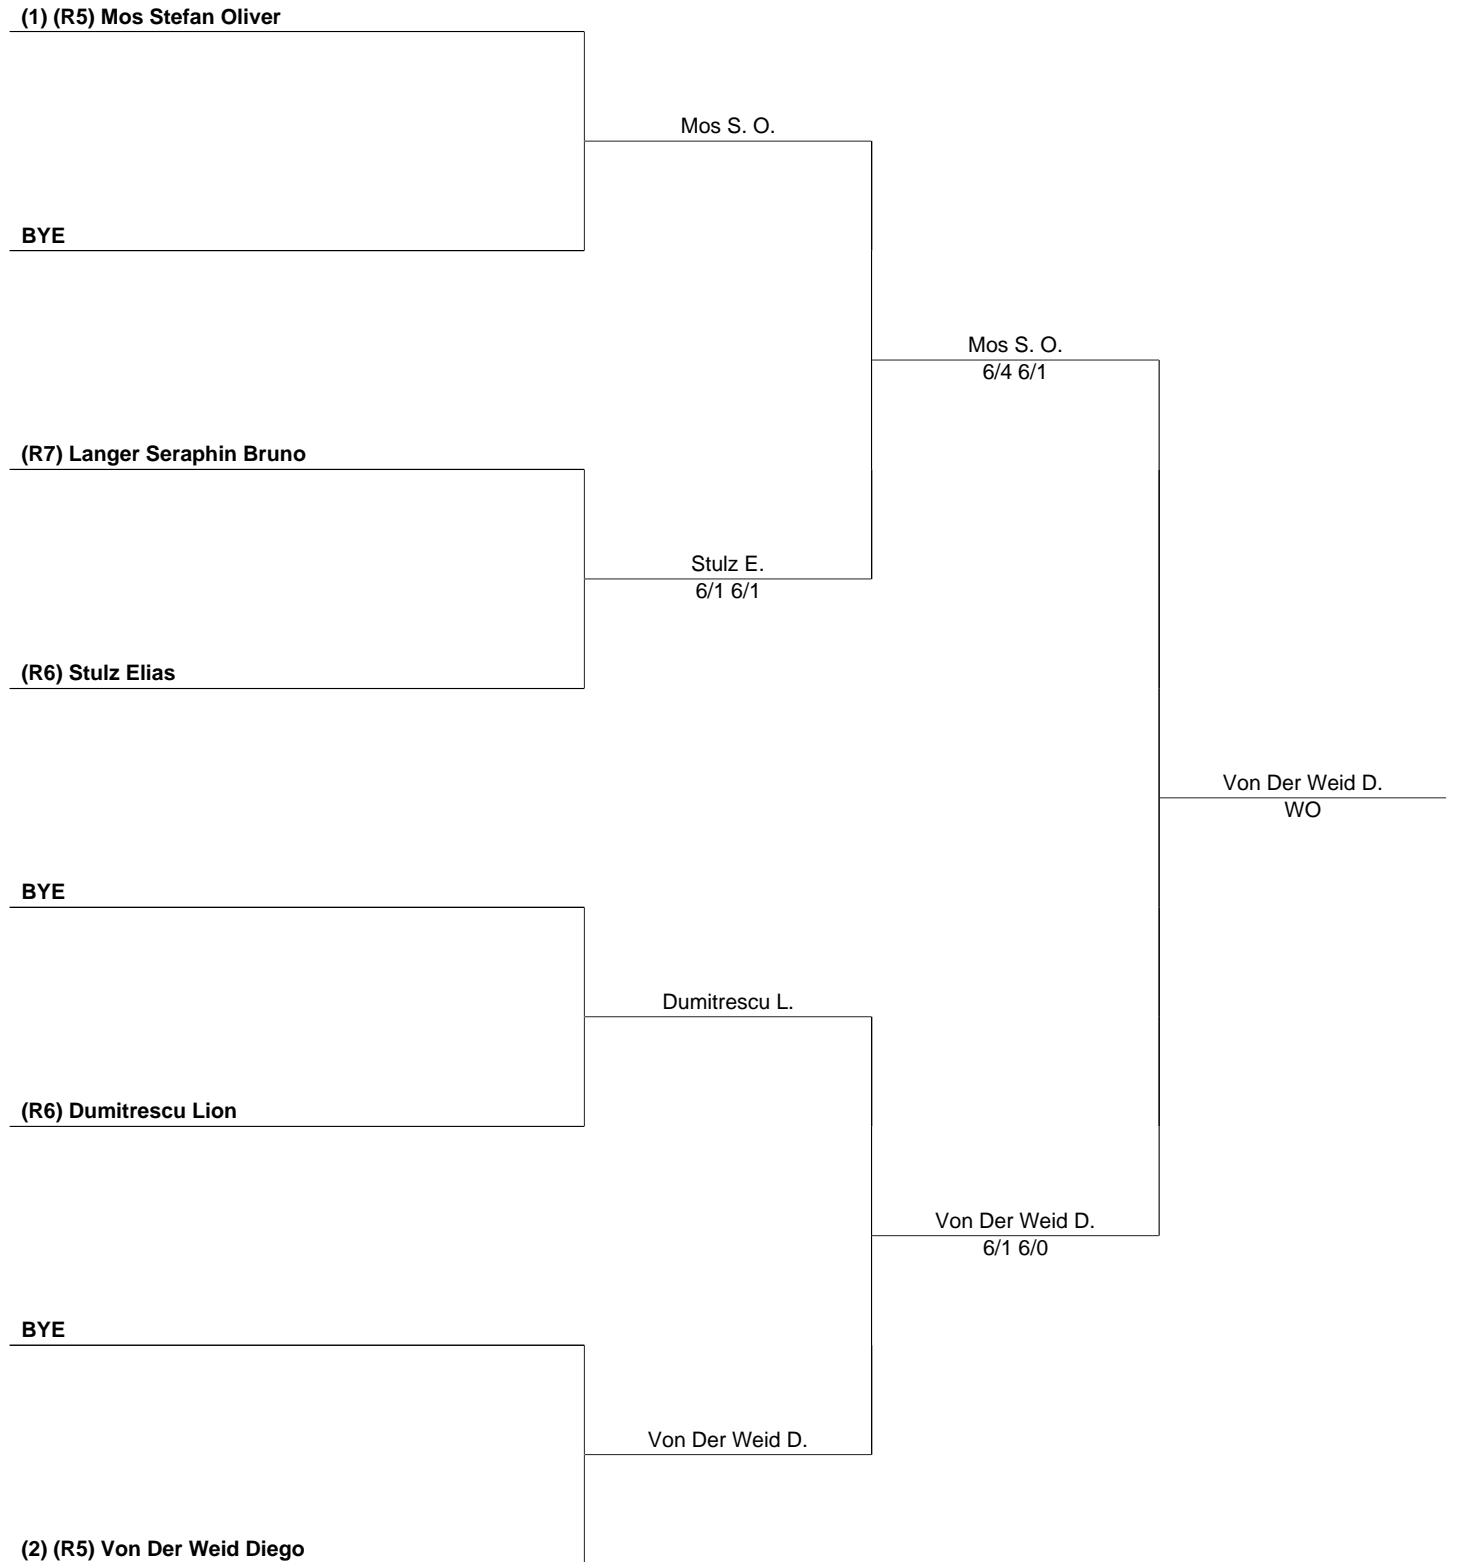 (1) (R5) Mos Stefan Oliver
Mos S. O.
BYE
Mos S. O.
6/4 6/1
(R7) Langer Seraphin Bruno
Stulz E.
6/1 6/1
(R6) Stulz Elias
Von Der Weid D.
WO
BYE
Dumitrescu L.
(R6) Dumitrescu Lion
Von Der Weid D.
6/1 6/0
BYE
Von Der Weid D.
(2) (R5) Von Der Weid Diego